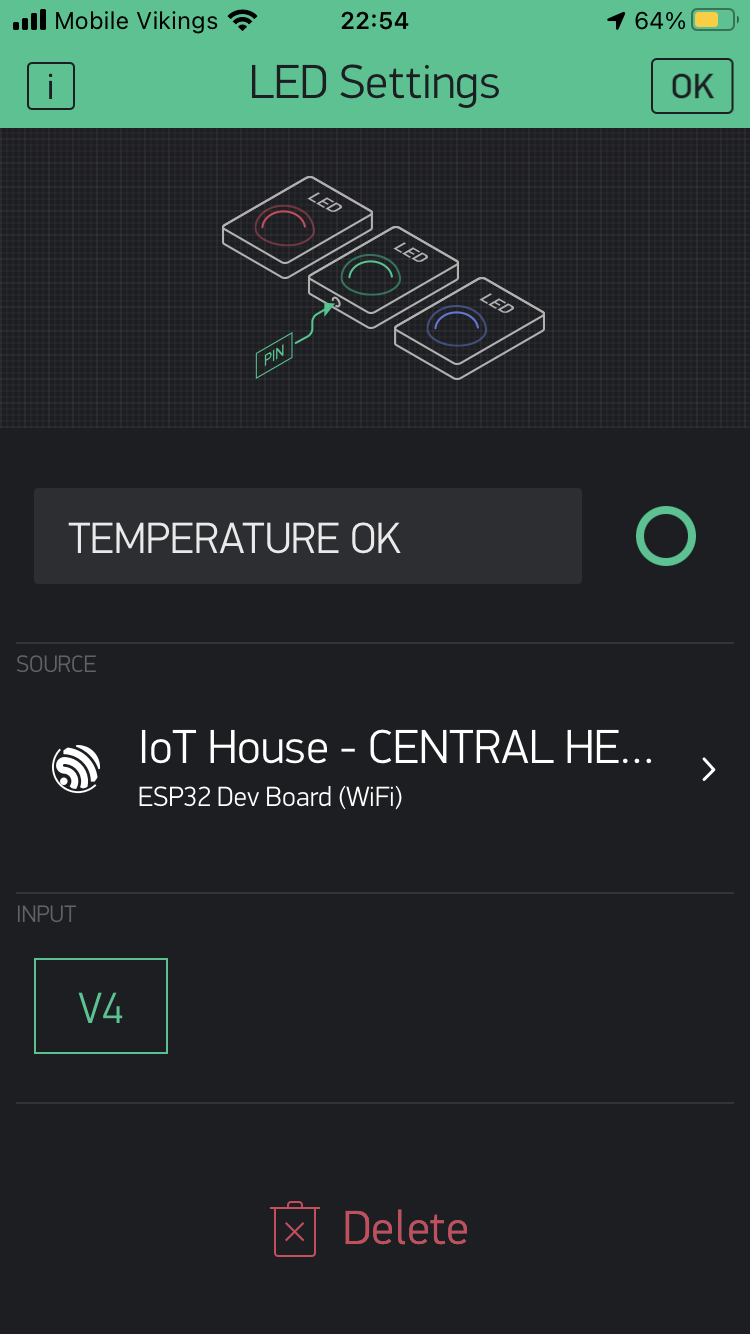 Mobile Vikings 22:54 64%
i LED Settings OK
LED
LED
LED
PIN
TEMPERATURE OK
SOURCE
IoT House - CENTRAL HE...
ESP32 Dev Board (WiFi)
INPUT
V4
Delete